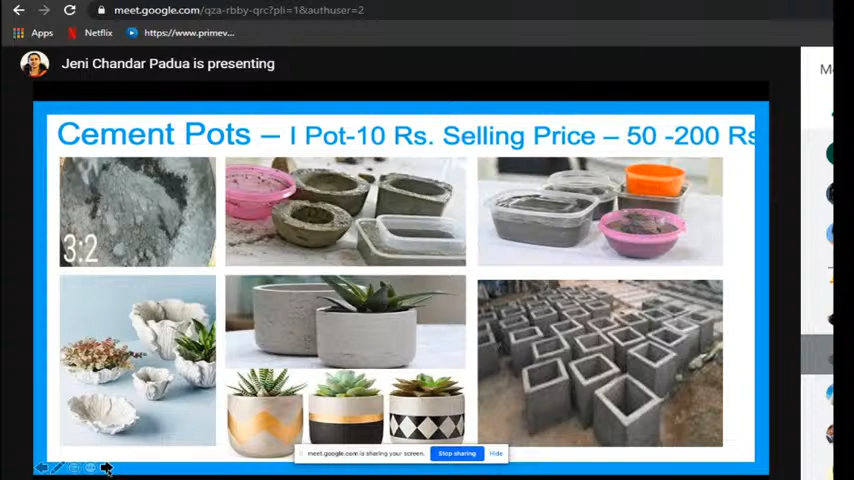 meet.google.com/qza-rbby-qrc?pli=1&authuser=2
Apps Netflix https://www.primev...
Jeni Chandar Padua is presenting
Cement Pots – I Pot-10 Rs. Selling Price – 50 -200 Rs
3:2
meet.google.com is sharing your screen. Stop sharing Hide